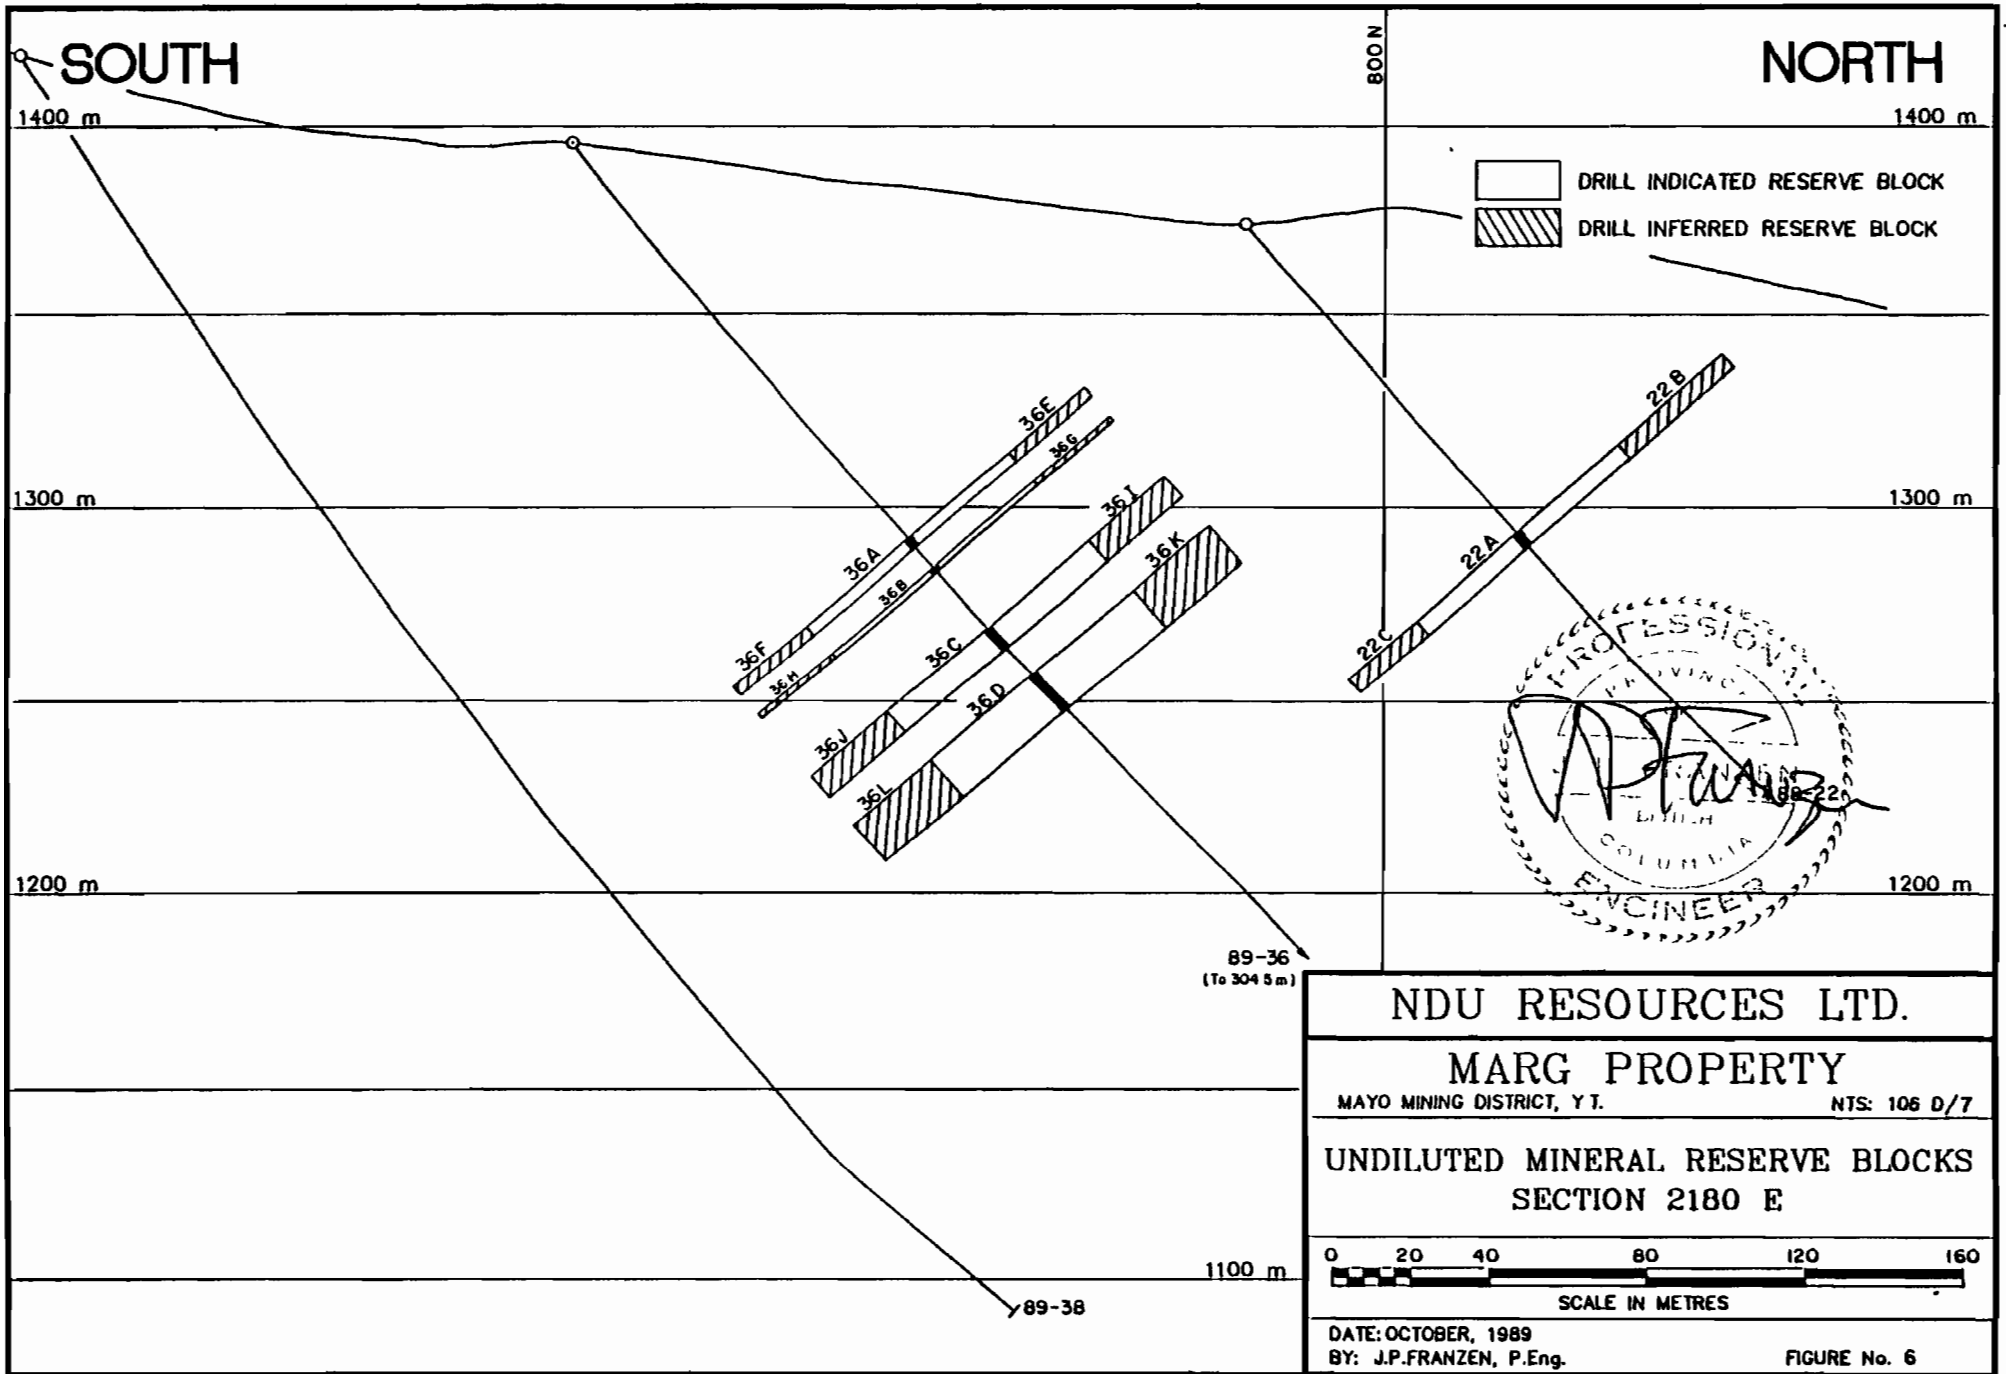 SOUTH
800 N
NORTH
1400 m
1400 m
DRILL INDICATED RESERVE BLOCK
DRILL INFERRED RESERVE BLOCK
36E
36G
22B
1300 m
1300 m
36I
36K
36A
36B
22A
36F
36H
36C
36D
22C
36J
36L
PROFESSIONAL
PROVINCE
COLUMBIA
ENGINEER
88-22
1200 m
1200 m
89-36
(To 304 5 m)
NDU RESOURCES LTD.
MARG PROPERTY
MAYO MINING DISTRICT, Y T.
NTS: 106 D/7
UNDILUTED MINERAL RESERVE BLOCKS
SECTION 2180 E
0 20 40 80 120 160
SCALE IN METRES
1100 m
89-38
DATE: OCTOBER, 1989
BY: J.P.FRANZEN, P.Eng.
FIGURE No. 6